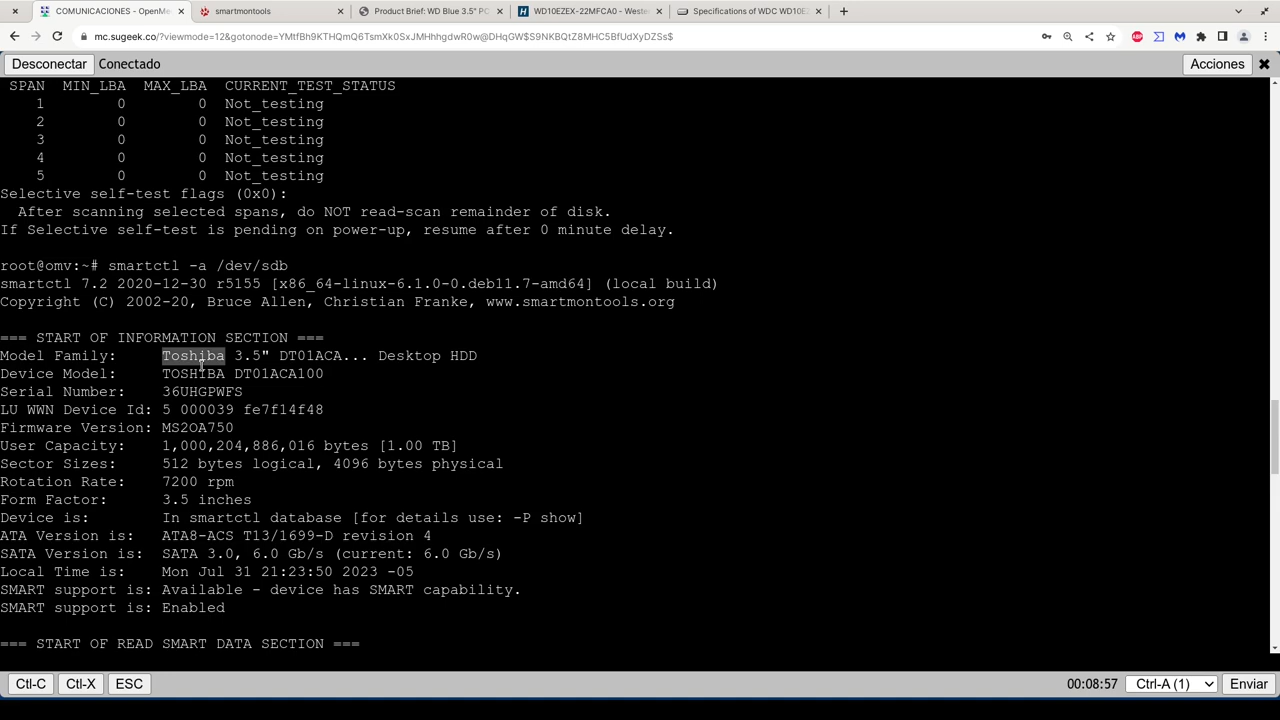 COMUNICACIONES - OpenMe
smartmontools
Product Brief: WD Blue 3.5" PC
WD10EZEX-22MFCA0 - Weste
Specifications of WDC WD10EZ
mc.sugeek.co/?viewmode=12&gotonode=YMtfBh9KTHQmQ6TsmXk0SxJMHhhgdwR0w@DHqGW$S9NKBQtZ8MHC5BfUdXyDZSs$
Desconectar Conectado Acciones
SPAN MIN_LBA MAX_LBA CURRENT_TEST_STATUS
1 0 0 Not_testing
2 0 0 Not_testing
3 0 0 Not_testing
4 0 0 Not_testing
5 0 0 Not_testing
Selective self-test flags (0x0):
After scanning selected spans, do NOT read-scan remainder of disk.
If Selective self-test is pending on power-up, resume after 0 minute delay.
root@omv:~# smartctl -a /dev/sdb
smartctl 7.2 2020-12-30 r5155 [x86_64-linux-6.1.0-0.deb11.7-amd64] (local build)
Copyright (C) 2002-20, Bruce Allen, Christian Franke, www.smartmontools.org
=== START OF INFORMATION SECTION ===
Model Family: Toshiba 3.5" DT01ACA... Desktop HDD
Device Model: TOSHIBA DT01ACA100
Serial Number: 36UHGPWFS
LU WWN Device Id: 5 000039 fe7f14f48
Firmware Version: MS2OA750
User Capacity: 1,000,204,886,016 bytes [1.00 TB]
Sector Sizes: 512 bytes logical, 4096 bytes physical
Rotation Rate: 7200 rpm
Form Factor: 3.5 inches
Device is: In smartctl database [for details use: -P show]
ATA Version is: ATA8-ACS T13/1699-D revision 4
SATA Version is: SATA 3.0, 6.0 Gb/s (current: 6.0 Gb/s)
Local Time is: Mon Jul 31 21:23:50 2023 -05
SMART support is: Available - device has SMART capability.
SMART support is: Enabled
=== START OF READ SMART DATA SECTION ===
Ctl-C Ctl-X ESC 00:08:57 Ctrl-A (1) Enviar